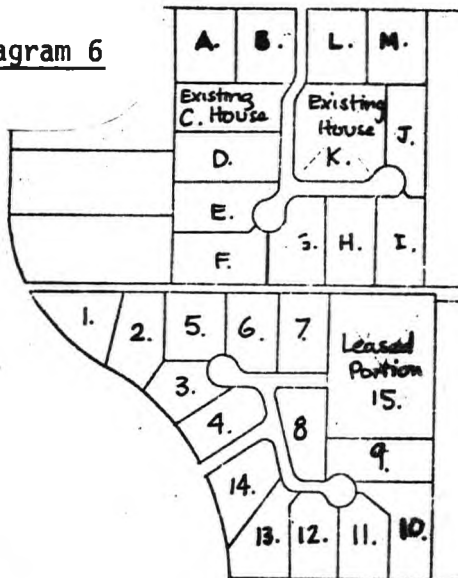 agram 6
A. B. L. M.
Existing
C. House
Existing
House
K.
J.
D.
E.
F.
G. H. I.
1. 2. 5. 6. 7.
Leased
Portion
15.
3.
4.
8
9.
14.
13. 12. 11. 10.